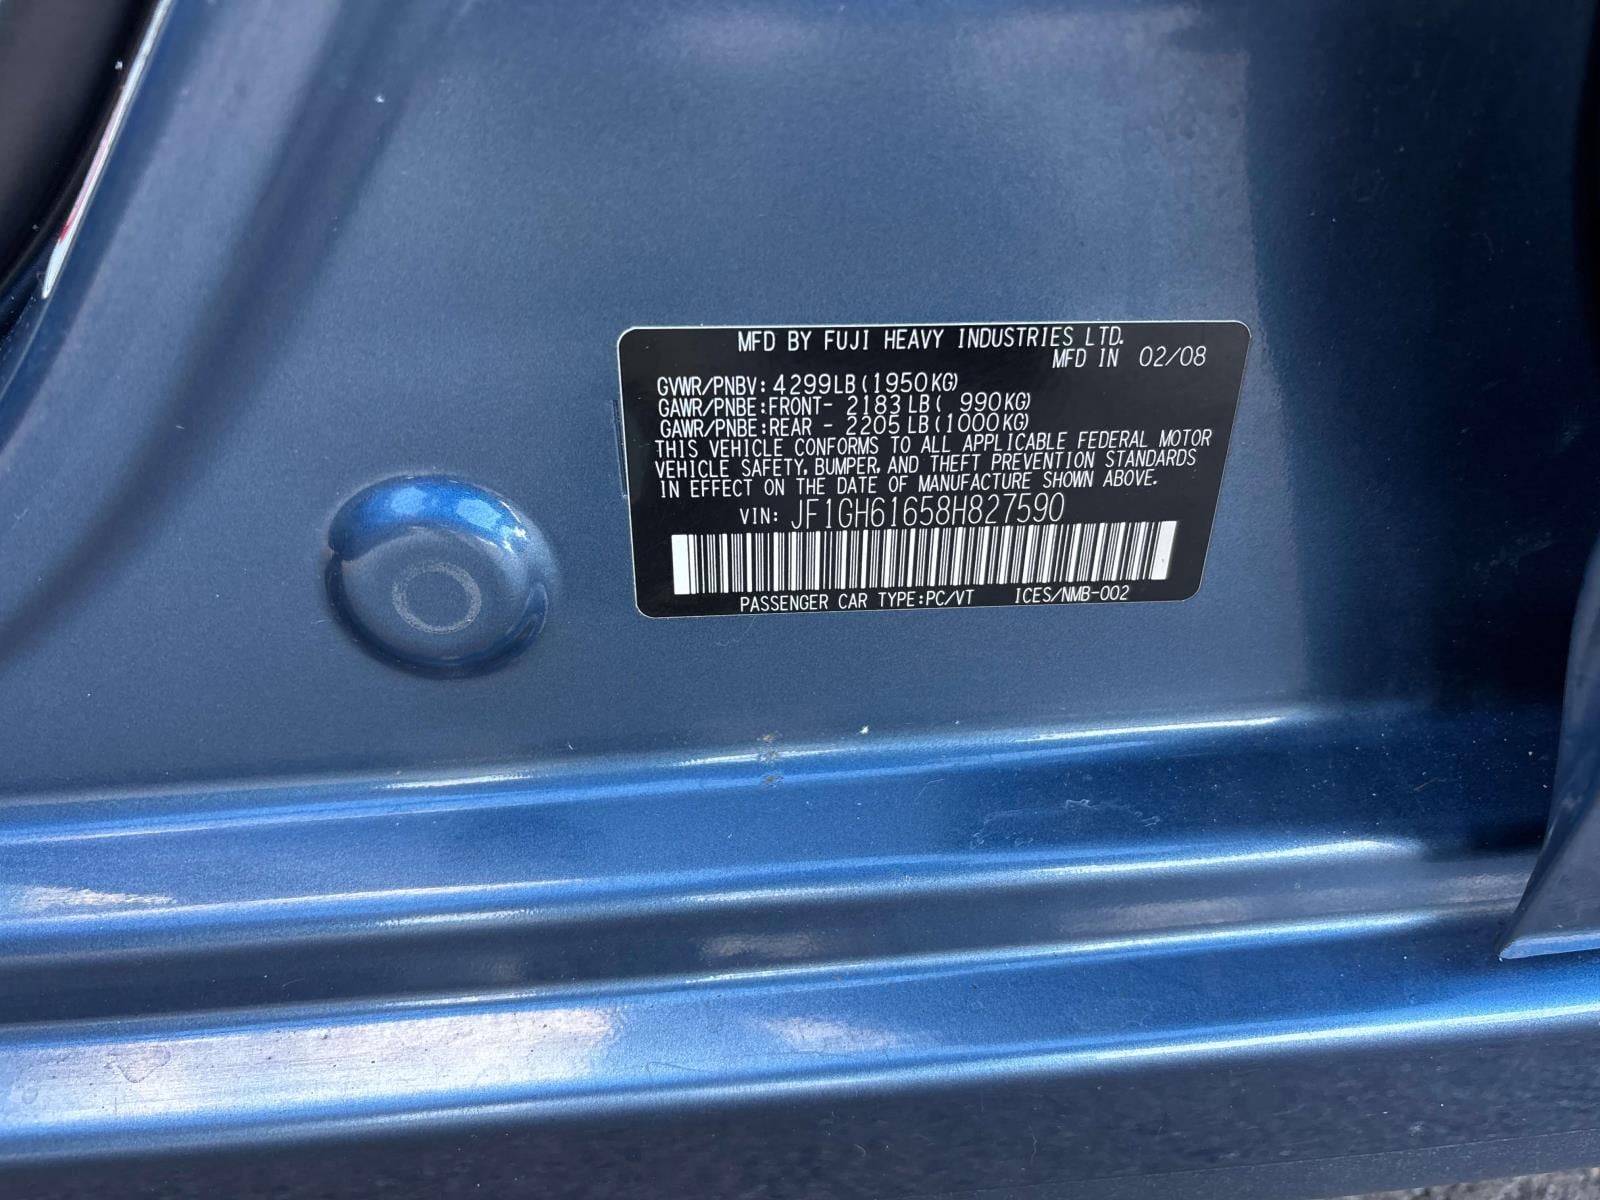 MFD BY FUJI HEAVY INDUSTRIES LTD.
MFD IN 02/08
GVWR/PNBV: 4299LB (1950KG)
GAWR/PNBE: FRONT- 2183 LB ( 990KG)
GAWR/PNBE: REAR - 2205 LB (1000KG)
THIS VEHICLE CONFORMS TO ALL APPLICABLE FEDERAL MOTOR
VEHICLE SAFETY, BUMPER, AND THEFT PREVENTION STANDARDS
IN EFFECT ON THE DATE OF MANUFACTURE SHOWN ABOVE.
VIN: JF1GH61658H827590
PASSENGER CAR TYPE:PC/VT ICES/NMB-002